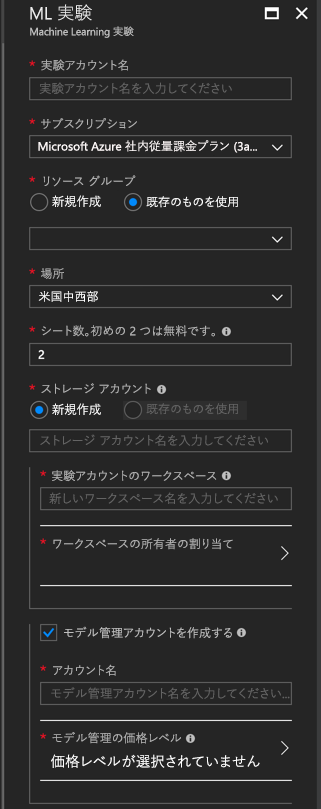 ML 実験
Machine Learning 実験
* 実験アカウント名
実験アカウント名を入力してください
* サブスクリプション
Microsoft Azure 社内従量課金プラン (3a...
* リソース グループ
新規作成 既存のものを使用
* 場所
米国中西部
* シート数。初めの 2 つは無料です。
2
* ストレージ アカウント
新規作成 既存のものを使用
ストレージ アカウント名を入力してください
* 実験アカウントのワークスペース
新しいワークスペース名を入力してください
* ワークスペースの所有者の割り当て
モデル管理アカウントを作成する
* アカウント名
モデル管理アカウント名を入力してください...
* モデル管理の価格レベル
価格レベルが選択されていません